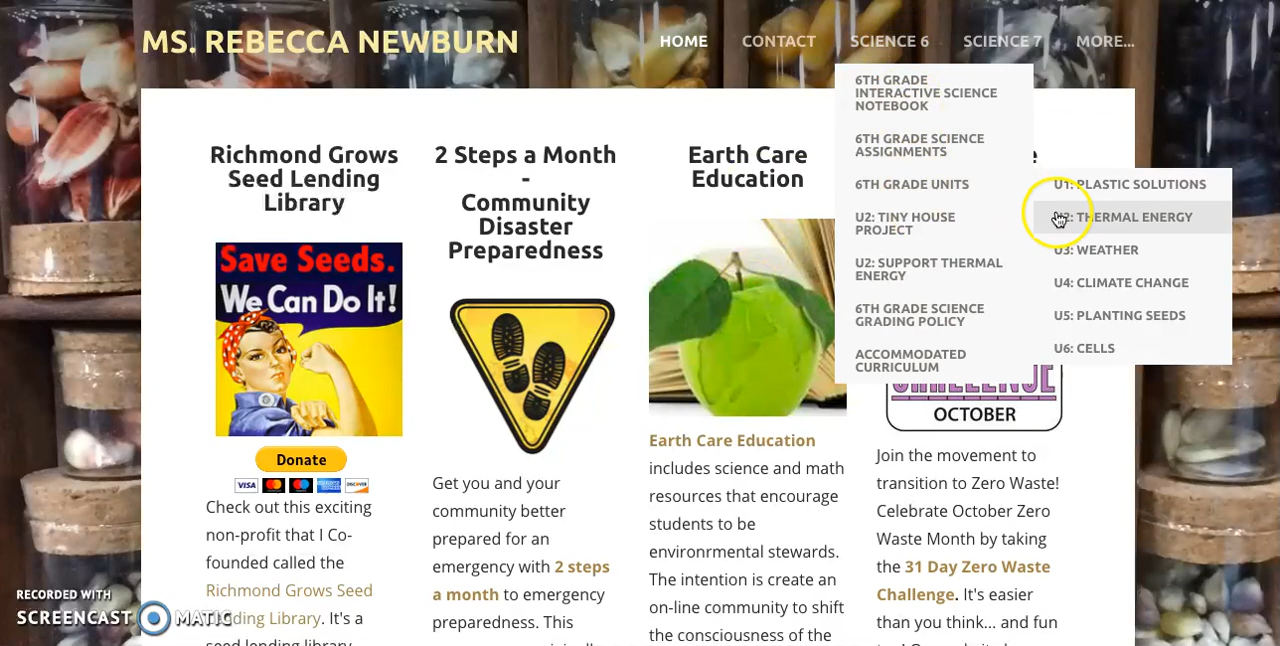 MS. REBECCA NEWBURN
HOME
CONTACT
SCIENCE 6
SCIENCE 7
MORE...
6TH GRADE
INTERACTIVE SCIENCE
NOTEBOOK
6TH GRADE SCIENCE
ASSIGNMENTS
6TH GRADE UNITS
U2: TINY HOUSE
PROJECT
U2: SUPPORT THERMAL
ENERGY
6TH GRADE SCIENCE
GRADING POLICY
ACCOMMODATED
CURRICULUM
U1: PLASTIC SOLUTIONS
THERMAL ENERGY
U3: WEATHER
U4: CLIMATE CHANGE
U5: PLANTING SEEDS
U6: CELLS
Richmond Grows
Seed Lending
Library
Save Seeds.
We Can Do It!
Donate
VISA
DISCOVER
Check out this exciting
non-profit that I Co-
founded called the
Richmond Grows Seed
Lending Library. It's a
seed lending library
2 Steps a Month
-
Community
Disaster
Preparedness
Get you and your
community better
prepared for an
emergency with 2 steps
a month to emergency
preparedness. This
Earth Care
Education
Earth Care Education
includes science and math
resources that encourage
students to be
envionrmental stewards.
The intention is create an
on-line community to shift
the consciousness of the
CHALLENGE
OCTOBER
Join the movement to
transition to Zero Waste!
Celebrate October Zero
Waste Month by taking
the 31 Day Zero Waste
Challenge. It's easier
than you think... and fun
RECORDED WITH
SCREENCAST MATIC